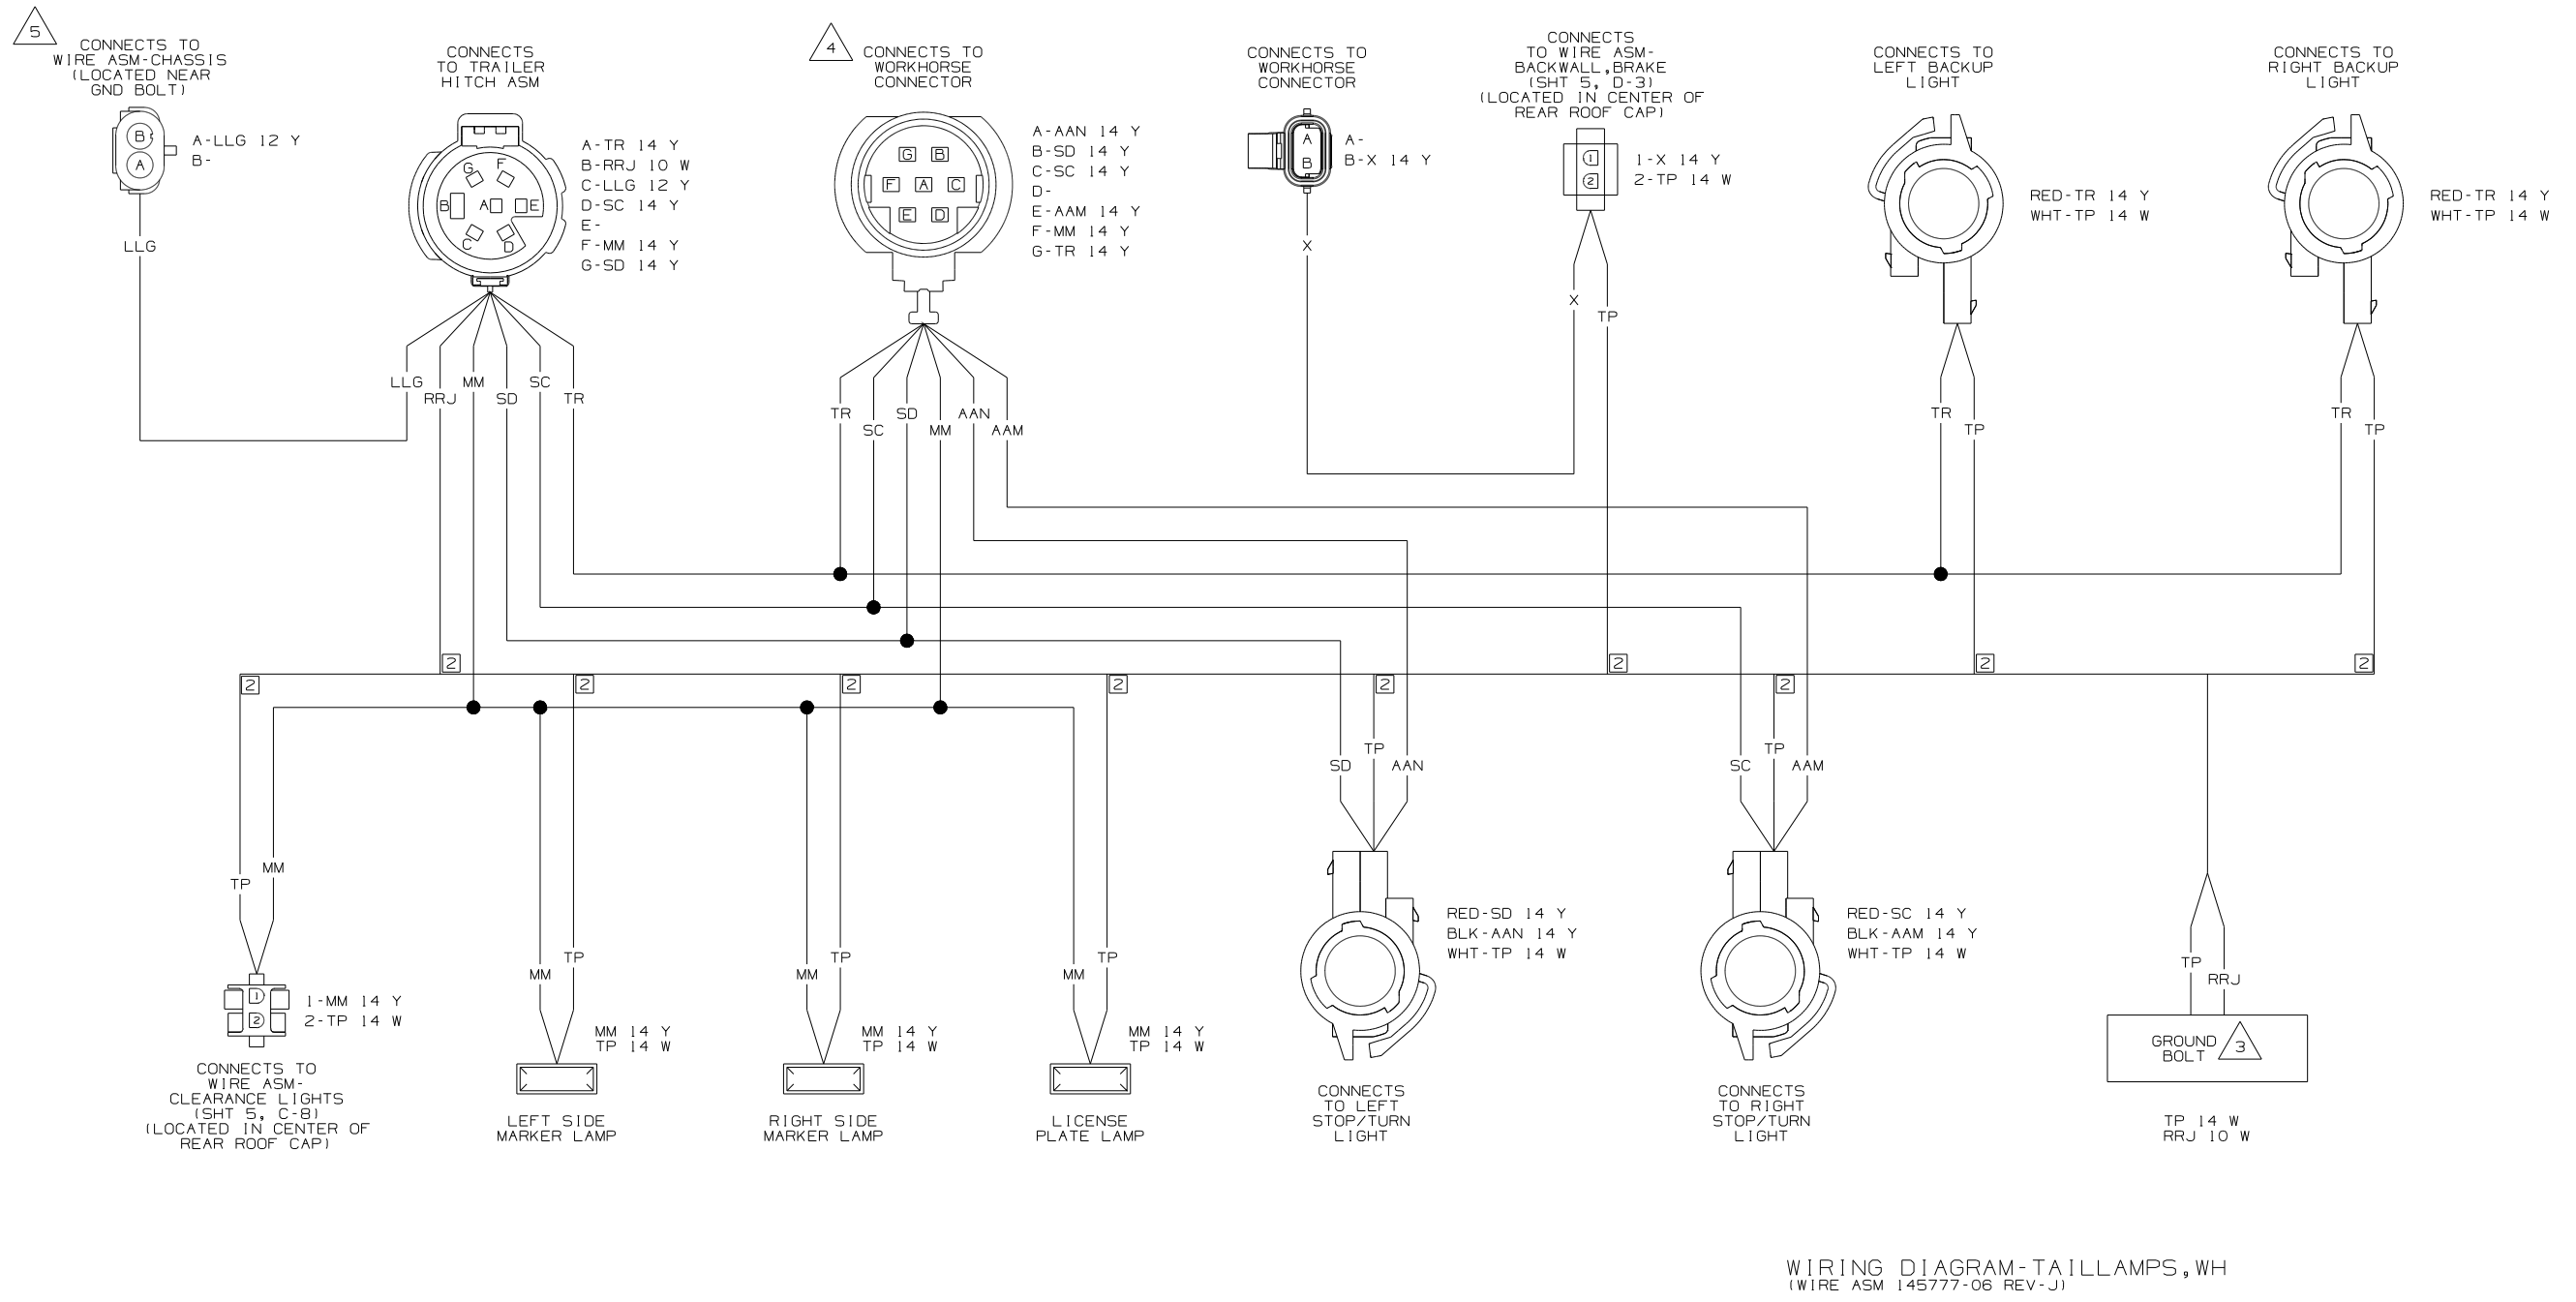 5
CONNECTS TO
WIRE ASM-CHASSIS
(LOCATED NEAR
GND BOLT)
B
A
A-LLG 12 Y
B-
LLG
CONNECTS
TO TRAILER
HITCH ASM
G
F
B
A
E
C
D
A-TR 14 Y
B-RRJ 10 W
C-LLG 12 Y
D-SC 14 Y
E-
F-MM 14 Y
G-SD 14 Y
LLG
RRJ
MM
SD
SC
TR
4
CONNECTS TO
WORKHORSE
CONNECTOR
G
B
F
A
C
E
D
A-AAN 14 Y
B-SD 14 Y
C-SC 14 Y
D-
E-AAM 14 Y
F-MM 14 Y
G-TR 14 Y
TR
SC
SD
MM
AAN
AAM
CONNECTS TO
WORKHORSE
CONNECTOR
A
B
A-
B-X 14 Y
X
CONNECTS
TO WIRE ASM-
BACKWALL,BRAKE
(SHT 5, D-3)
(LOCATED IN CENTER OF
REAR ROOF CAP)
1
2
1-X 14 Y
2-TP 14 W
X
TP
CONNECTS TO
LEFT BACKUP
LIGHT
RED-TR 14 Y
WHT-TP 14 W
TR
TP
CONNECTS TO
RIGHT BACKUP
LIGHT
RED-TR 14 Y
WHT-TP 14 W
TR
TP
2
2
2
2
2
2
2
2
2
2
TP
MM
1
2
1-MM 14 Y
2-TP 14 W
CONNECTS TO
WIRE ASM-
CLEARANCE LIGHTS
(SHT 5, C-8)
(LOCATED IN CENTER OF
REAR ROOF CAP)
MM
TP
MM 14 Y
TP 14 W
LEFT SIDE
MARKER LAMP
MM
TP
MM 14 Y
TP 14 W
RIGHT SIDE
MARKER LAMP
MM
TP
MM 14 Y
TP 14 W
LICENSE
PLATE LAMP
SD
TP
AAN
RED-SD 14 Y
BLK-AAN 14 Y
WHT-TP 14 W
CONNECTS
TO LEFT
STOP/TURN
LIGHT
SC
TP
AAM
RED-SC 14 Y
BLK-AAM 14 Y
WHT-TP 14 W
CONNECTS
TO RIGHT
STOP/TURN
LIGHT
TP
RRJ
GROUND
BOLT
3
TP 14 W
RRJ 10 W
WIRING DIAGRAM-TAILLAMPS,WH
(WIRE ASM 145777-06 REV-J)